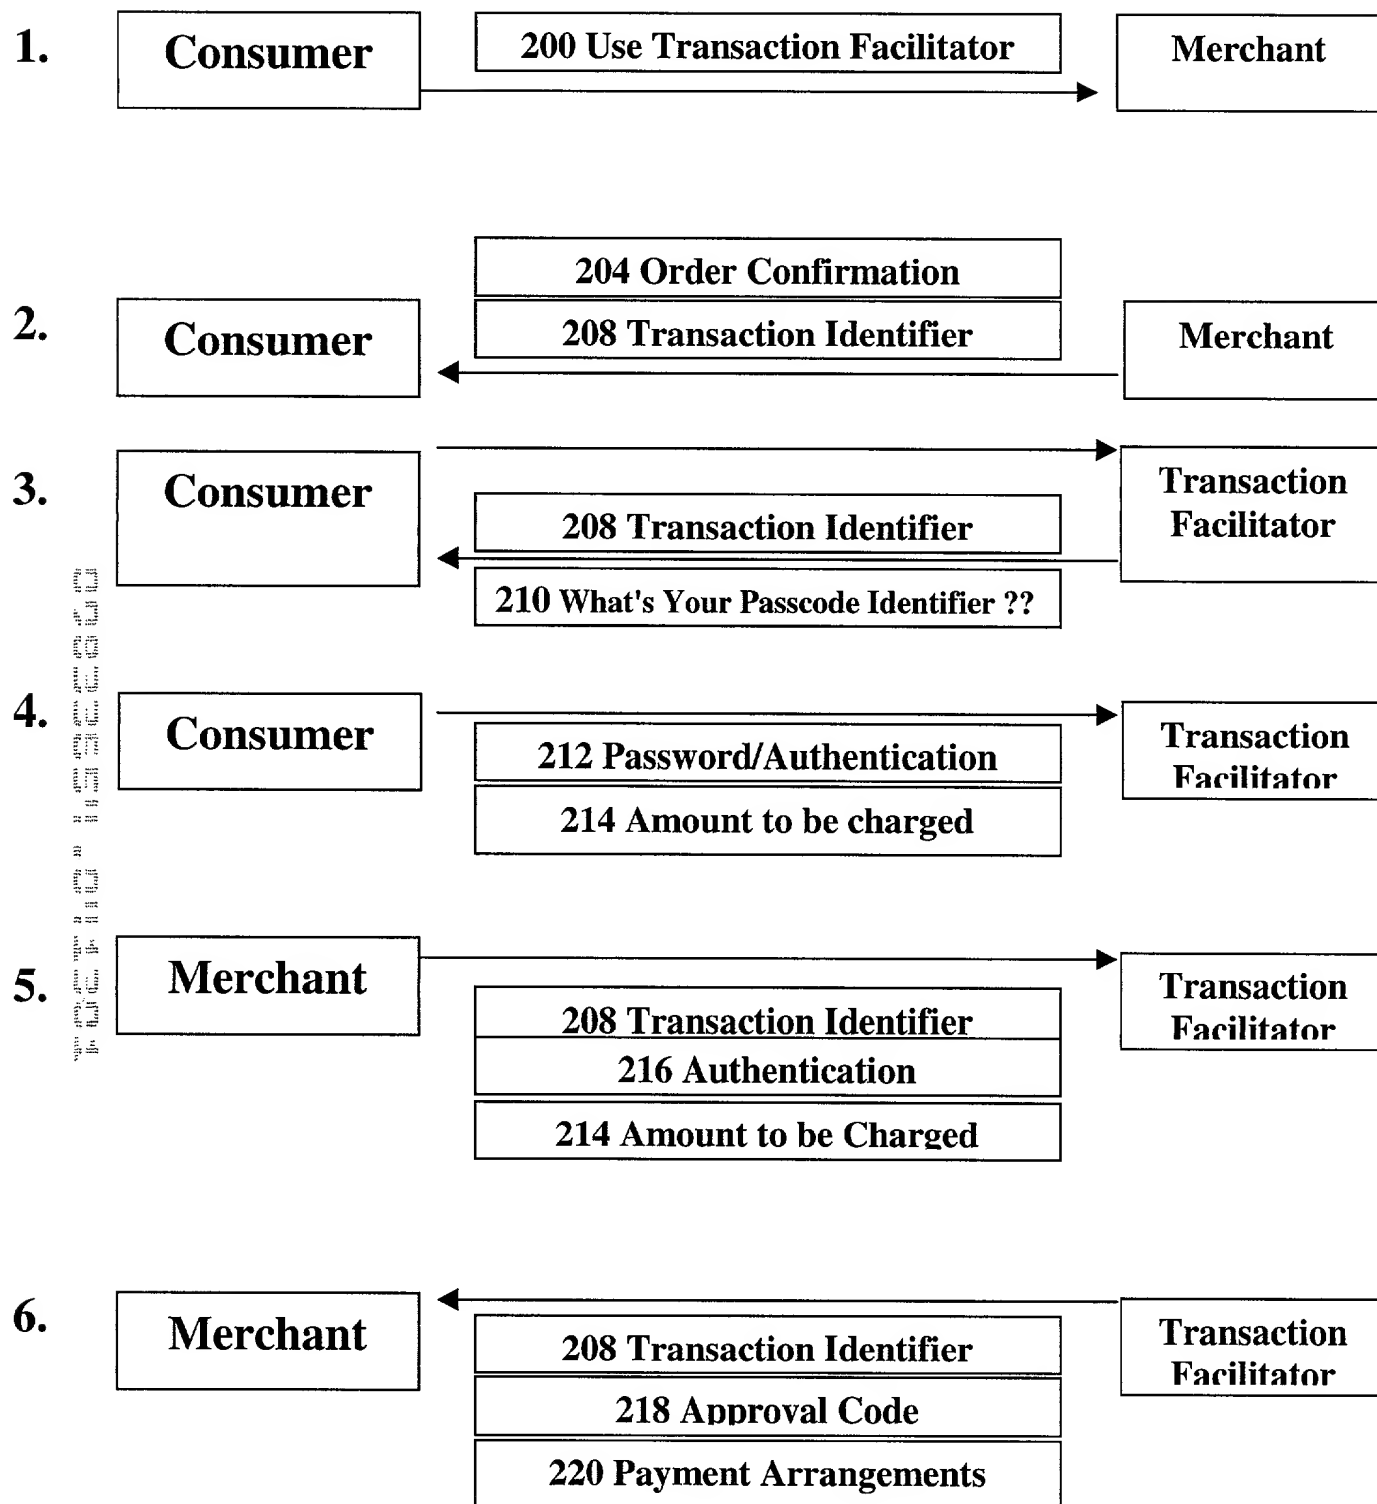 1.
Consumer
200 Use Transaction Facilitator
Merchant
2.
Consumer
204 Order Confirmation
208 Transaction Identifier
Merchant
3.
Consumer
208 Transaction Identifier
210 What's Your Passcode Identifier ??
Transaction
Facilitator
4.
Consumer
212 Password/Authentication
214 Amount to be charged
Transaction
Facilitator
5.
Merchant
208 Transaction Identifier
216 Authentication
214 Amount to be Charged
Transaction
Facilitator
6.
Merchant
208 Transaction Identifier
218 Approval Code
220 Payment Arrangements
Transaction
Facilitator